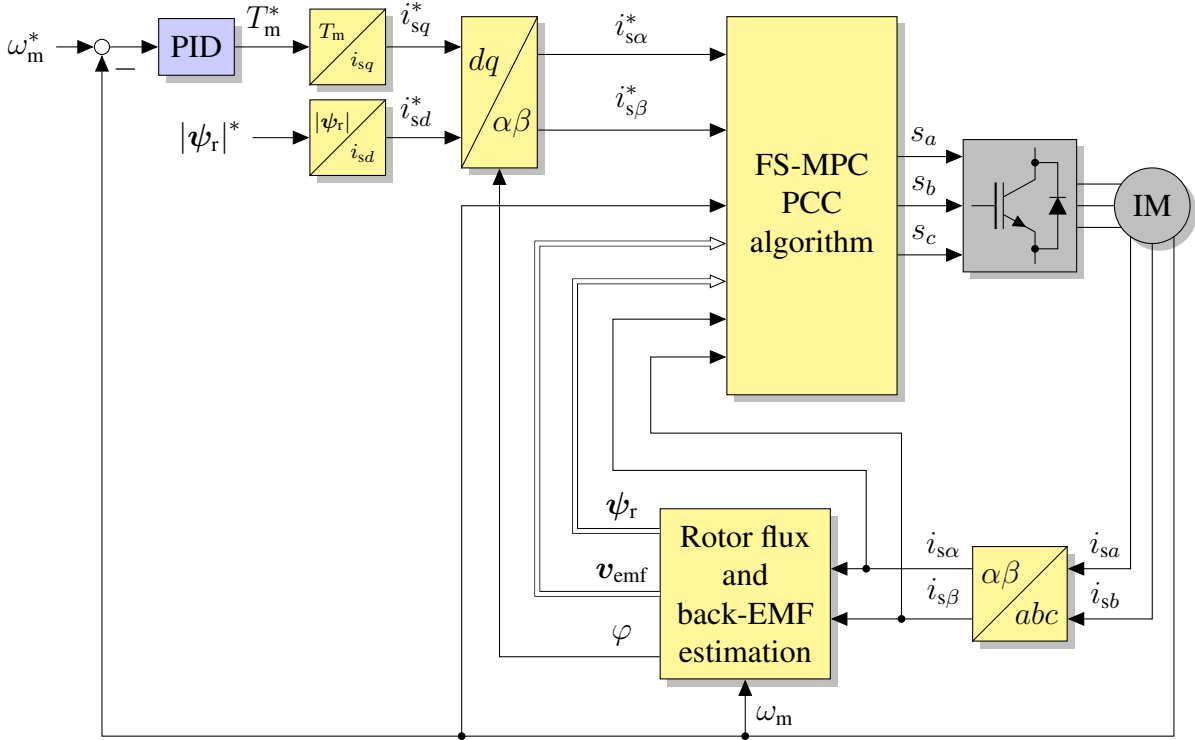 ω*m
−
PID
T*m
Tm
isq
i*sq
|ψr|*
|ψr|
isd
i*sd
dq
αβ
i*sα
i*sβ
FS-MPC
PCC
algorithm
sa
sb
sc
IM
ψr
vemf
φ
Rotor flux
and
back-EMF
estimation
isα
isβ
αβ
abc
isa
isb
ωm